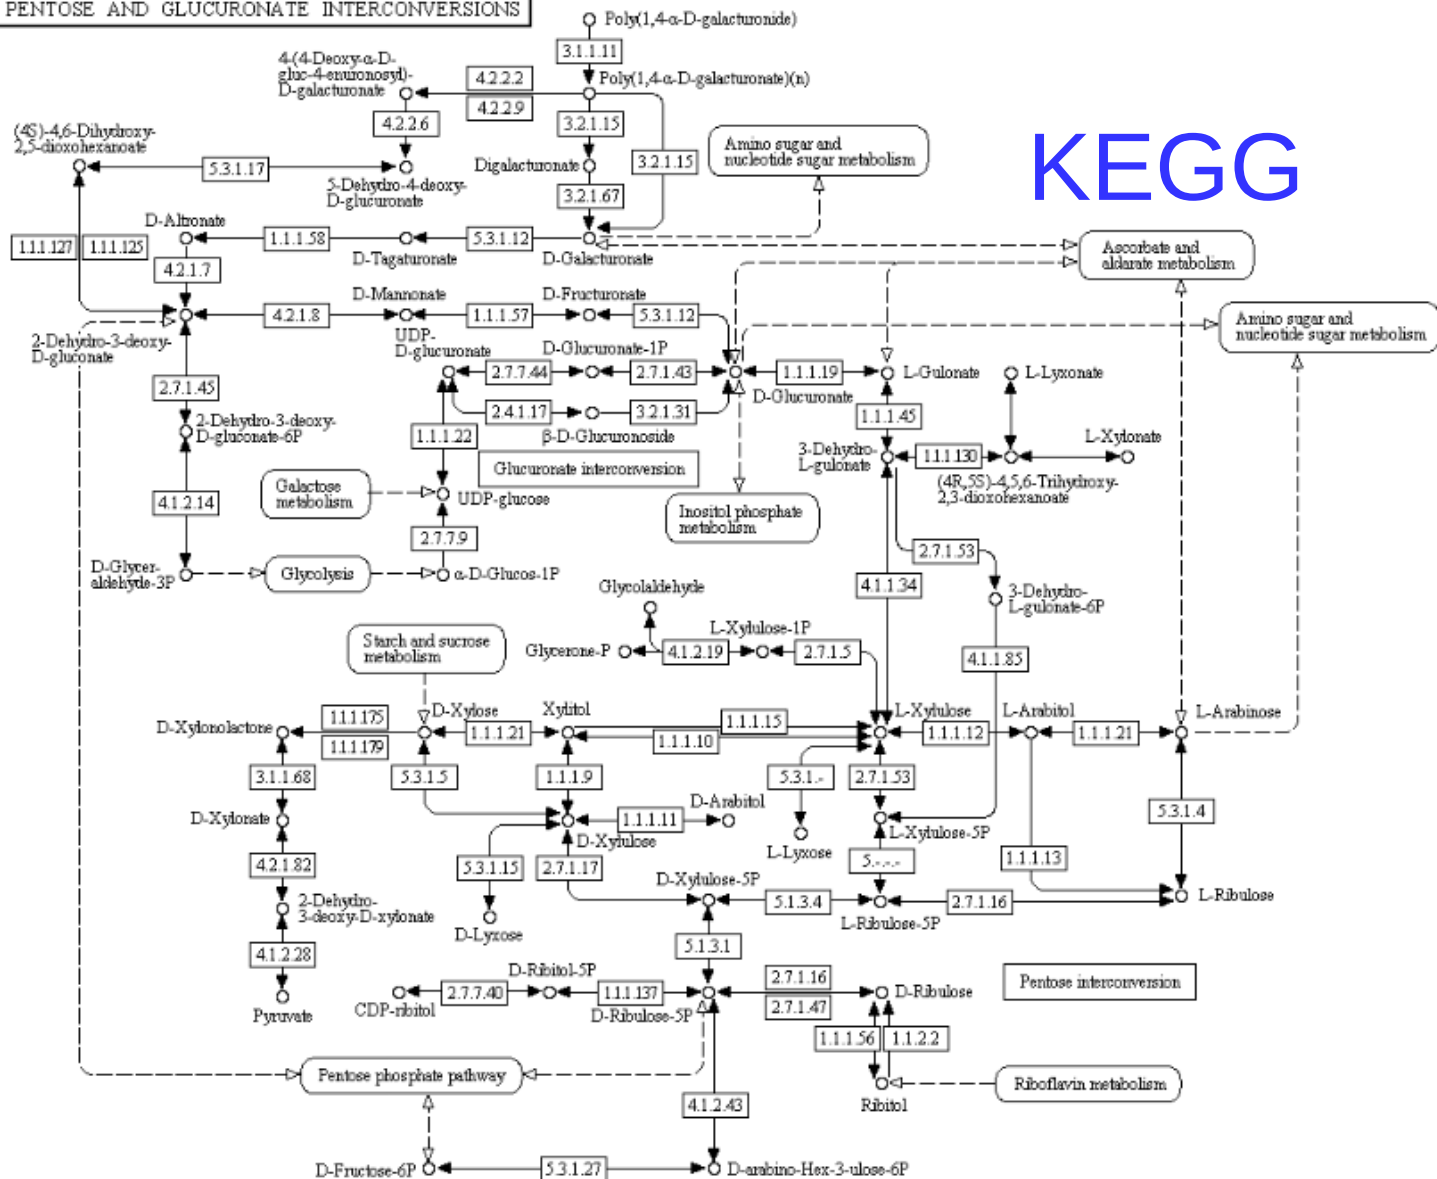 PENTOSE AND GLUCURONATE INTERCONVERSIONS
Poly(1,4-α-D-galacturonide)
3.1.1.11
4-(4-Deoxy-α-D-
gluc-4-enuronosyl)-
D-galacturonate
4.2.2.2
Poly(1,4-α-D-galacturonate)(n)
4.2.2.9
4.2.2.6
3.2.1.15
(4S)-4,6-Dihydroxy-
2,5-dioxohexanoate
Amino sugar and
nucleotide sugar metabolism
KEGG
5.3.1.17
Digalacturonate
3.2.1.15
5-Dehydro-4-deoxy-
D-glucuronate
3.2.1.67
D-Altronate
1.1.1.127
1.1.1.125
1.1.1.58
5.3.1.12
D-Tagaturonate
D-Galacturonate
Ascorbate and
aldarate metabolism
4.2.1.7
D-Mannonate
D-Fructuronate
4.2.1.8
1.1.1.57
5.3.1.12
Amino sugar and
nucleotide sugar metabolism
2-Dehydro-3-deoxy-
D-gluconate
UDP-
D-glucuronate
D-Glucuronate-1P
2.7.7.44
2.7.1.43
1.1.1.19
L-Gulonate
L-Lyxonate
2.7.1.45
D-Glucuronate
2.4.1.17
3.2.1.31
1.1.1.45
2-Dehydro-3-deoxy-
D-gluconate-6P
1.1.1.22
β-D-Glucuronoside
L-Xylonate
3-Dehydro-
L-gulonate
1.1.1.130
Glucuronate interconversion
(4R,5S)-4,5,6-Trihydroxy-
2,3-dioxohexanoate
Galactose
metabolism
UDP-glucose
4.1.2.14
Inositol phosphate
metabolism
2.7.7.9
2.7.1.53
D-Glycer-
aldehyde-3P
Glycolysis
α-D-Glucos-1P
4.1.1.34
Glycolaldehyde
3-Dehydro-
L-gulonate-6P
L-Xylulose-1P
Starch and sucrose
metabolism
Glycerone-P
4.1.2.19
2.7.1.5
4.1.1.85
D-Xylonolactone
1.1.1.175
D-Xylose
Xylitol
1.1.1.15
L-Xylulose
L-Arabitol
L-Arabinose
1.1.1.179
1.1.1.21
1.1.1.10
1.1.1.12
1.1.1.21
3.1.1.68
5.3.1.5
1.1.1.9
5.3.1.-
2.7.1.53
D-Arabitol
D-Xylonate
1.1.1.11
5.3.1.4
D-Xylulose
L-Lyxose
L-Xylulose-5P
4.2.1.82
5.3.1.15
2.7.1.17
5.-.-.-
1.1.1.13
D-Xylulose-5P
2-Dehydro-
3-deoxy-D-xylonate
5.1.3.4
2.7.1.16
L-Ribulose
D-Lyxose
L-Ribulose-5P
4.1.2.28
5.1.3.1
D-Ribitol-5P
2.7.1.16
Pentose interconversion
2.7.7.40
1.1.1.137
D-Ribulose
Pyruvate
CDP-ribitol
D-Ribulose-5P
2.7.1.47
1.1.1.56
1.1.2.2
Pentose phosphate pathway
Riboflavin metabolism
Ribitol
4.1.2.43
D-Fructose-6P
5.3.1.27
D-arabino-Hex-3-ulose-6P